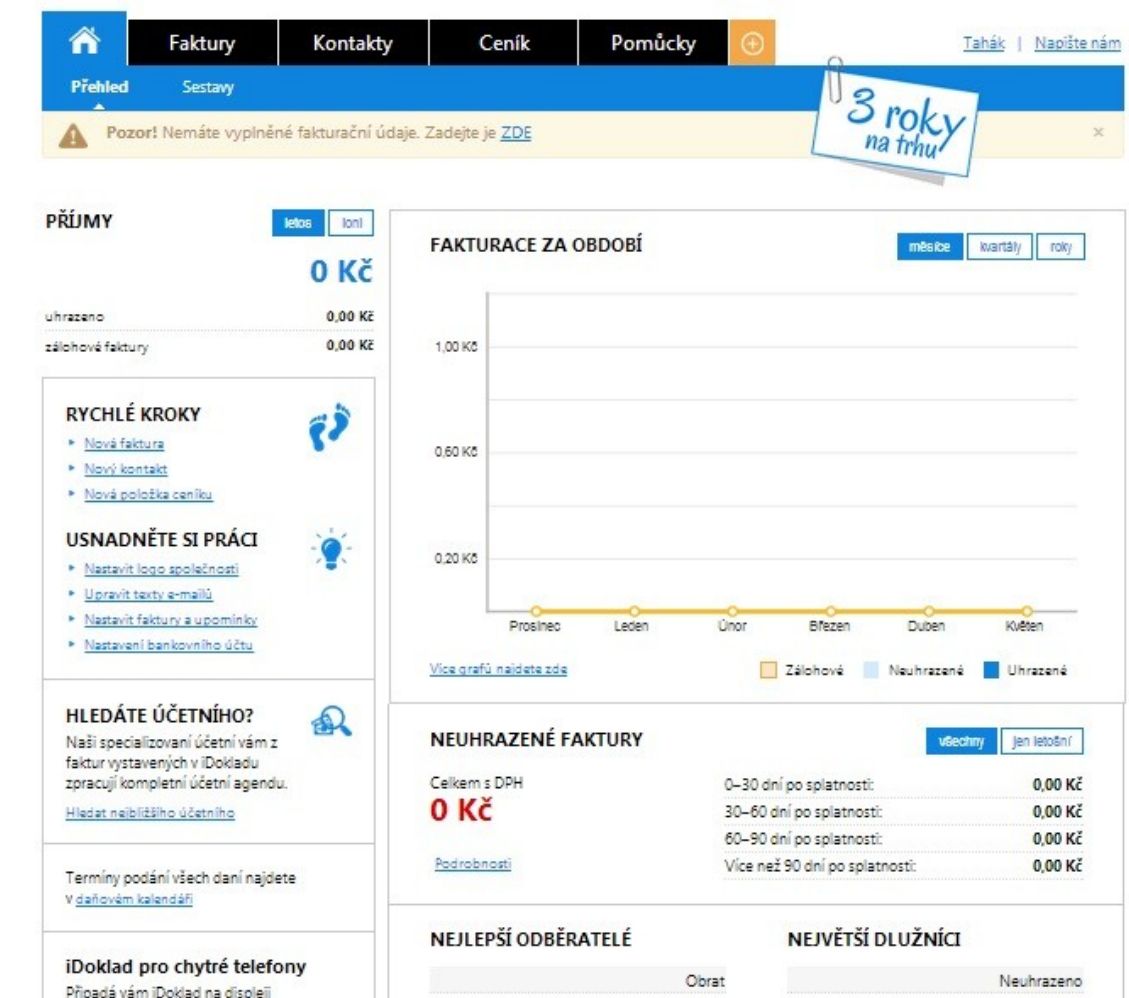 Faktury Kontakty Ceník Pomůcky Tahák | Napište nám
Přehled Sestavy
3 roky
na trhu
Pozor! Nemáte vyplněné fakturační údaje. Zadejte je ZDE ×
PŘÍJMY letos loni
0 Kč
uhrazeno 0,00 Kč
zálohové faktury 0,00 Kč
RYCHLÉ KROKY
Nová faktura
Nový kontakt
Nová položka ceníku
USNADNĚTE SI PRÁCI
Nastavit logo společnosti
Upravit texty e-mailů
Nastavit faktury a upomínky
Nastavení bankovního účtu
HLEDÁTE ÚČETNÍHO?
Naši specializovaní účetní vám z
faktur vystavených v iDokladu
zpracují kompletní účetní agendu.
Hledat nejbližšího účetního
Termíny podání všech daní najdete
v daňovém kalendáři
iDoklad pro chytré telefony
Připadá vám iDoklad na displeji
FAKTURACE ZA OBDOBÍ měsíce kvartály roky
1,00 Kč
0,60 Kč
0,20 Kč
Prosinec Leden Únor Březen Duben Květen
Více grafů najdete zde Zálohové Neuhrazené Uhrazené
NEUHRAZENÉ FAKTURY všechny jen letošní
Celkem s DPH
0 Kč
Podrobnosti
0–30 dní po splatnosti: 0,00 Kč
30–60 dní po splatnosti: 0,00 Kč
60–90 dní po splatnosti: 0,00 Kč
Více než 90 dní po splatnosti: 0,00 Kč
NEJLEPŠÍ ODBĚRATELÉ
Obrat
NEJVĚTŠÍ DLUŽNÍCI
Neuhrazeno